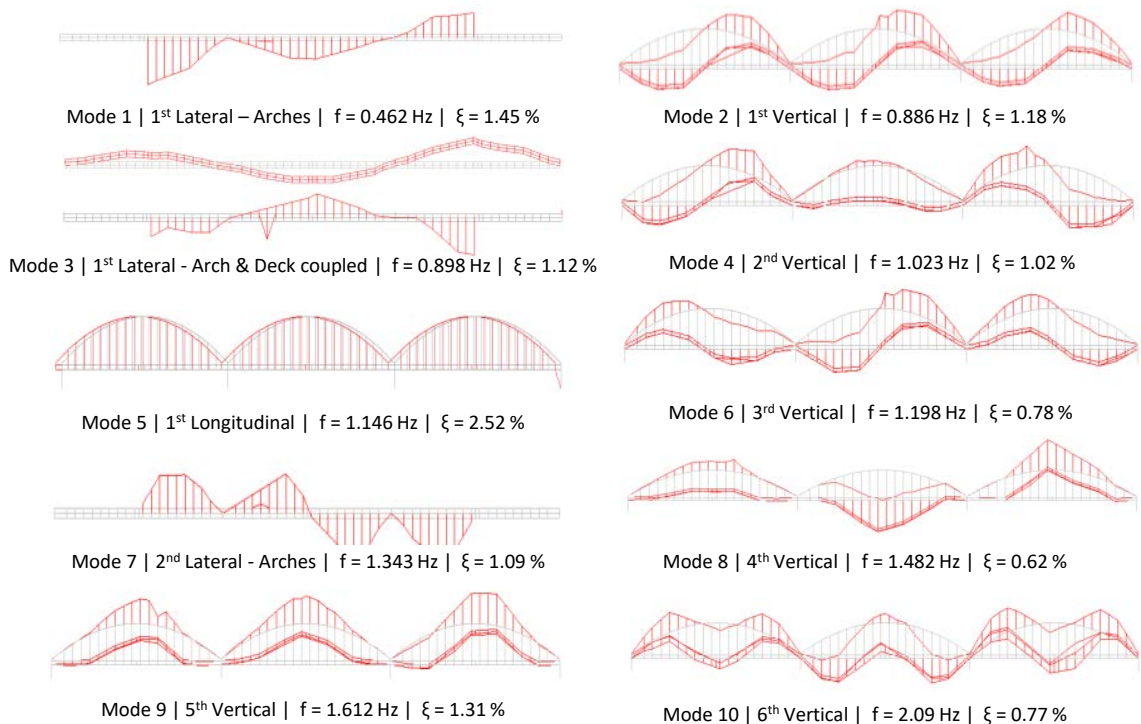 Mode 1 | 1st Lateral – Arches | f = 0.462 Hz | ξ = 1.45 %
Mode 2 | 1st Vertical | f = 0.886 Hz | ξ = 1.18 %
Mode 3 | 1st Lateral - Arch & Deck coupled | f = 0.898 Hz | ξ = 1.12 %
Mode 4 | 2nd Vertical | f = 1.023 Hz | ξ = 1.02 %
Mode 5 | 1st Longitudinal | f = 1.146 Hz | ξ = 2.52 %
Mode 6 | 3rd Vertical | f = 1.198 Hz | ξ = 0.78 %
Mode 7 | 2nd Lateral - Arches | f = 1.343 Hz | ξ = 1.09 %
Mode 8 | 4th Vertical | f = 1.482 Hz | ξ = 0.62 %
Mode 9 | 5th Vertical | f = 1.612 Hz | ξ = 1.31 %
Mode 10 | 6th Vertical | f = 2.09 Hz | ξ = 0.77 %